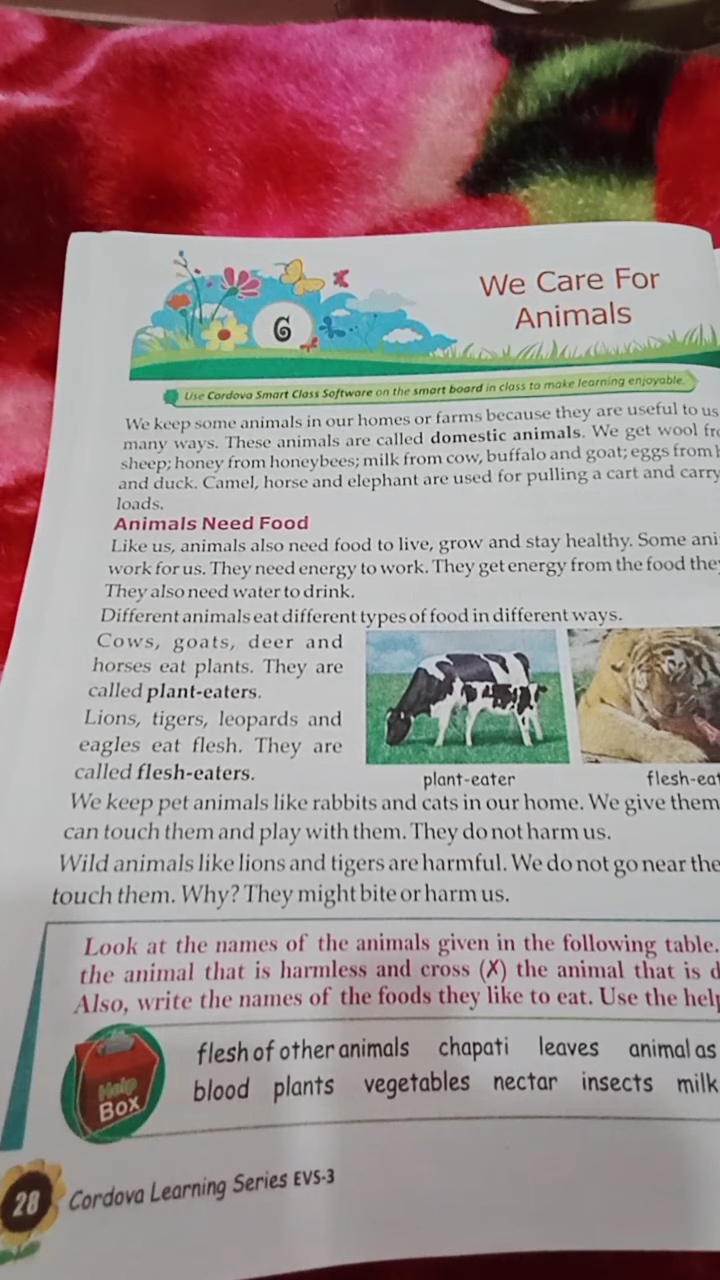 6
We Care For
Animals
Use Cordova Smart Class Software on the smart board in class to make learning enjoyable.
We keep some animals in our homes or farms because they are useful to us
many ways. These animals are called domestic animals. We get wool
sheep; honey from honeybees; milk from cow, buffalo and goat; eggs from
and duck. Camel, horse and elephant are used for pulling a cart and carry
loads.
Animals Need Food
Like us, animals also need food to live, grow and stay healthy. Some
work for us. They need energy to work. They get energy from the food
They also need water to drink.
Different animals eat different types of food in different ways.
Cows, goats, deer and
horses eat plants. They are
called plant-eaters.
Lions, tigers, leopards and
eagles eat flesh. They are
called flesh-eaters.
plant-eater
We keep pet animals like rabbits and cats in our home. We give them
can touch them and play with them. They do not harm us.
Wild animals like lions and tigers are harmful. We do not go near
touch them. Why? They might bite or harm us.
Look at the names of the animals given in the following table.
the animal that is harmless and cross (✗) the animal that is
Also, write the names of the foods they like to eat. Use the
Help
Box
flesh of other animals chapati leaves animal as
blood plants vegetables nectar insects milk
28
Cordova Learning Series EVS-3